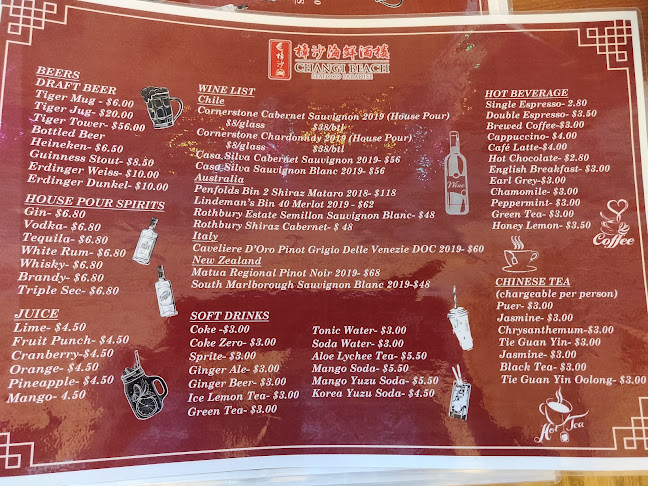 樟沙
樟沙海鮮酒樓
CHANGI BEACH
SEAFOOD PARADISE
BEERS
DRAFT BEER
Tiger Mug - $6.00
Tiger Jug- $20.00
Tiger Tower- $56.00
Bottled Beer
Heineken- $6.50
Guinness Stout- $8.50
Erdinger Weiss- $10.00
Erdinger Dunkel- $10.00
HOUSE POUR SPIRITS
Gin- $6.80
Vodka- $6.80
Tequila- $6.80
White Rum- $6.80
Whisky- $6.80
Brandy- $6.80
Triple Sec- $6.80
JUICE
Lime- $4.50
Fruit Punch- $4.50
Cranberry-$4.50
Orange- $4.50
Pineapple- $4.50
Mango- 4.50
WINE LIST
Chile
Cornerstone Cabernet Sauvignon 2019 (House Pour)
$8/glass $38/btl
Cornerstone Chardonnay 2019 (House Pour)
$8/glass $38/btl
Casa Silva Cabernet Sauvignon 2019- $56
Casa Silva Sauvignon Blanc 2019- $56
Australia
Penfolds Bin 2 Shiraz Mataro 2018- $118
Lindeman's Bin 40 Merlot 2019 - $62
Rothbury Estate Semillon Sauvignon Blanc- $48
Rothbury Shiraz Cabernet- $ 48
Italy
Caveliere D'Oro Pinot Grigio Delle Venezie DOC 2019- $60
New Zealand
Matua Regional Pinot Noir 2019- $68
South Marlborough Sauvignon Blanc 2019-$48
Wine
SOFT DRINKS
Coke -$3.00
Coke Zero- $3.00
Sprite- $3.00
Ginger Ale- $3.00
Ginger Beer- $3.00
Ice Lemon Tea- $3.00
Green Tea- $3.00
Tonic Water- $3.00
Soda Water- $3.00
Aloe Lychee Tea- $5.50
Mango Soda- $5.50
Mango Yuzu Soda- $5.50
Korea Yuzu Soda- $4.50
HOT BEVERAGE
Single Espresso- 2.80
Double Espresso- $3.50
Brewed Coffee-$3.00
Cappuccino- $4.00
Café Latte-$4.00
Hot Chocolate- $2.80
English Breakfast- $3.00
Earl Grey-$3.00
Chamomile- $3.00
Peppermint- $3.00
Green Tea- $3.00
Honey Lemon- $3.50
Coffee
CHINESE TEA
(chargeable per person)
Puer- $3.00
Jasmine- $3.00
Chrysanthemum-$3.00
Tie Guan Yin- $3.00
Jasmine- $3.00
Black Tea- $3.00
Tie Guan Yin Oolong- $3.00
Hot Tea